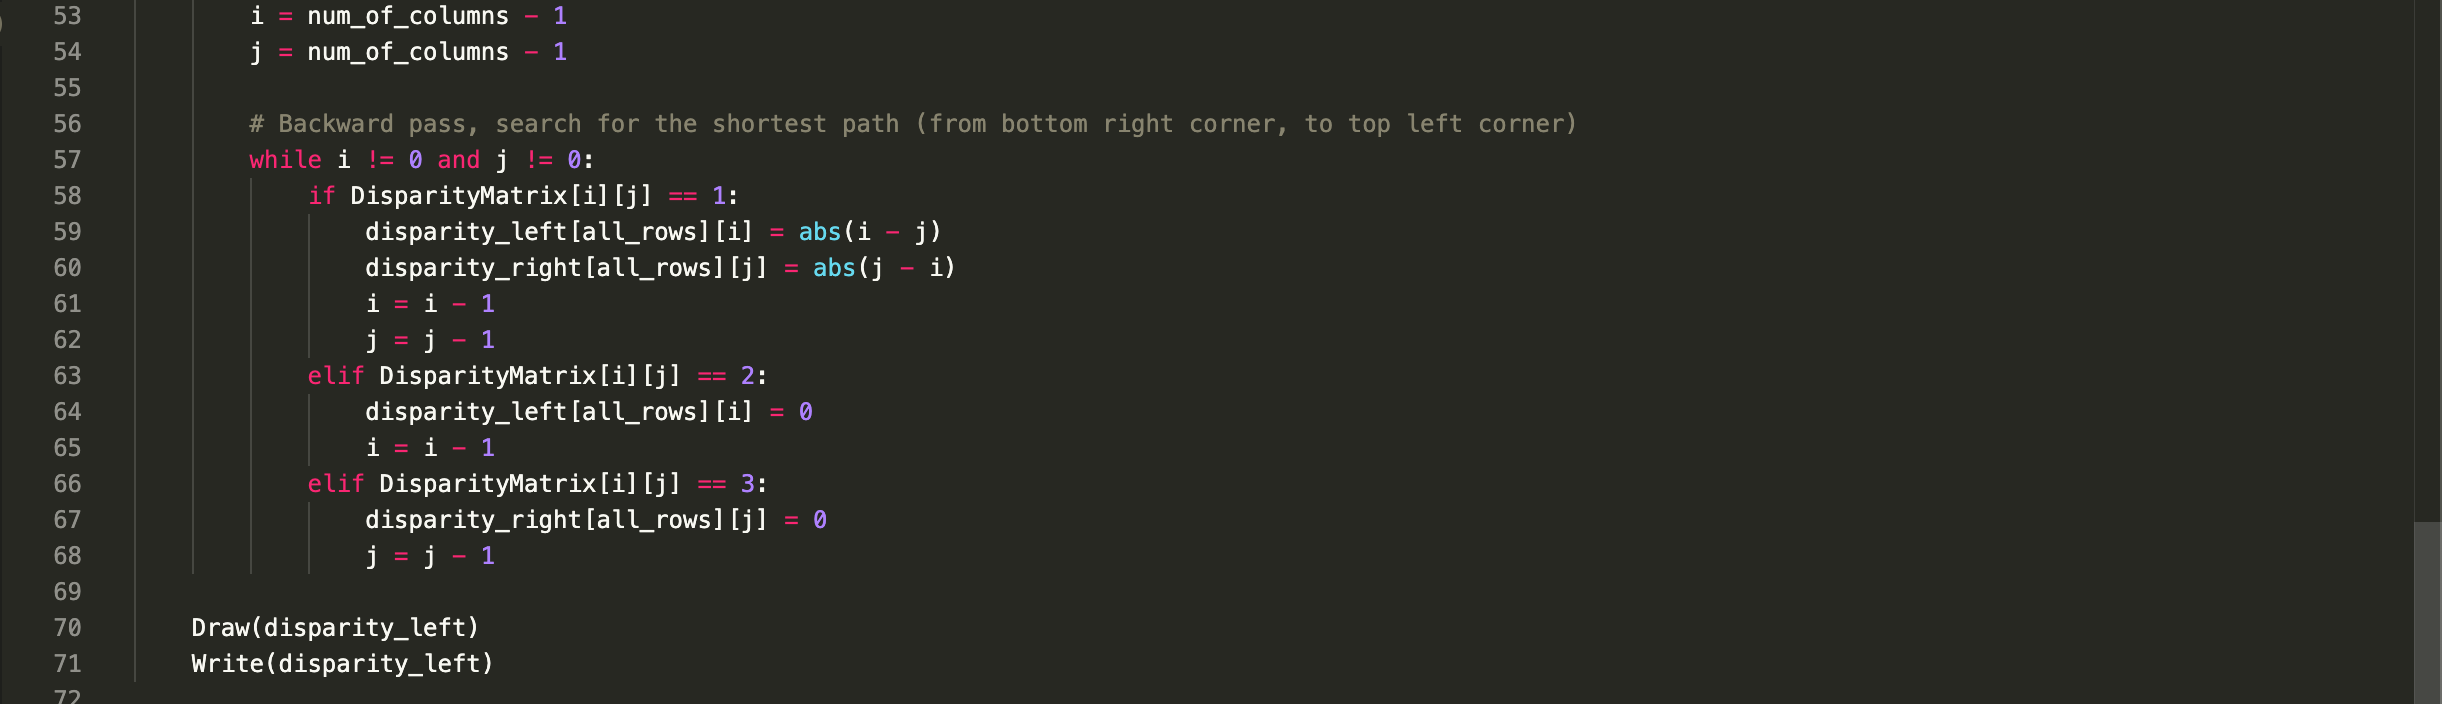 53 i = num_of_columns - 1
54 j = num_of_columns - 1
55
56 # Backward pass, search for the shortest path (from bottom right corner, to top left corner)
57 while i != 0 and j != 0:
58 if DisparityMatrix[i][j] == 1:
59 disparity_left[all_rows][i] = abs(i - j)
60 disparity_right[all_rows][j] = abs(j - i)
61 i = i - 1
62 j = j - 1
63 elif DisparityMatrix[i][j] == 2:
64 disparity_left[all_rows][i] = 0
65 i = i - 1
66 elif DisparityMatrix[i][j] == 3:
67 disparity_right[all_rows][j] = 0
68 j = j - 1
69
70 Draw(disparity_left)
71 Write(disparity_left)
72